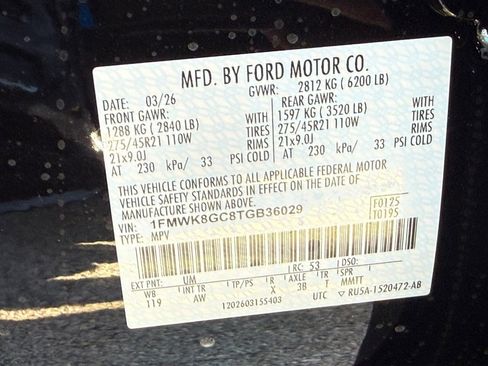 MFD. BY FORD MOTOR CO.
DATE: 03/26 GVWR: 2812 KG ( 6200 LB)
FRONT GAWR: REAR GAWR:
1288 KG ( 2840 LB) WITH 1597 KG ( 3520 LB) WITH
275/45R21 110W TIRES 275/45R21 110W TIRES
21x9.0J RIMS 21x9.0J RIMS
AT 230 kPa/ 33 PSI COLD AT 230 kPa/ 33 PSI COLD
THIS VEHICLE CONFORMS TO ALL APPLICABLE FEDERAL MOTOR
VEHICLE SAFETY STANDARDS IN EFFECT ON THE DATE OF
MANUFACTURE SHOWN ABOVE.
VIN: 1FMWK8GC8TGB36029 F0125
TYPE: MPV T0195
EXT PNT: UM RC: 53 DSO:
WB INT TR TP/PS R AXLE TR SPR
119 AW X 3B T MMTT
1202603155403 UTC ▽ RU5A-1520472-AB